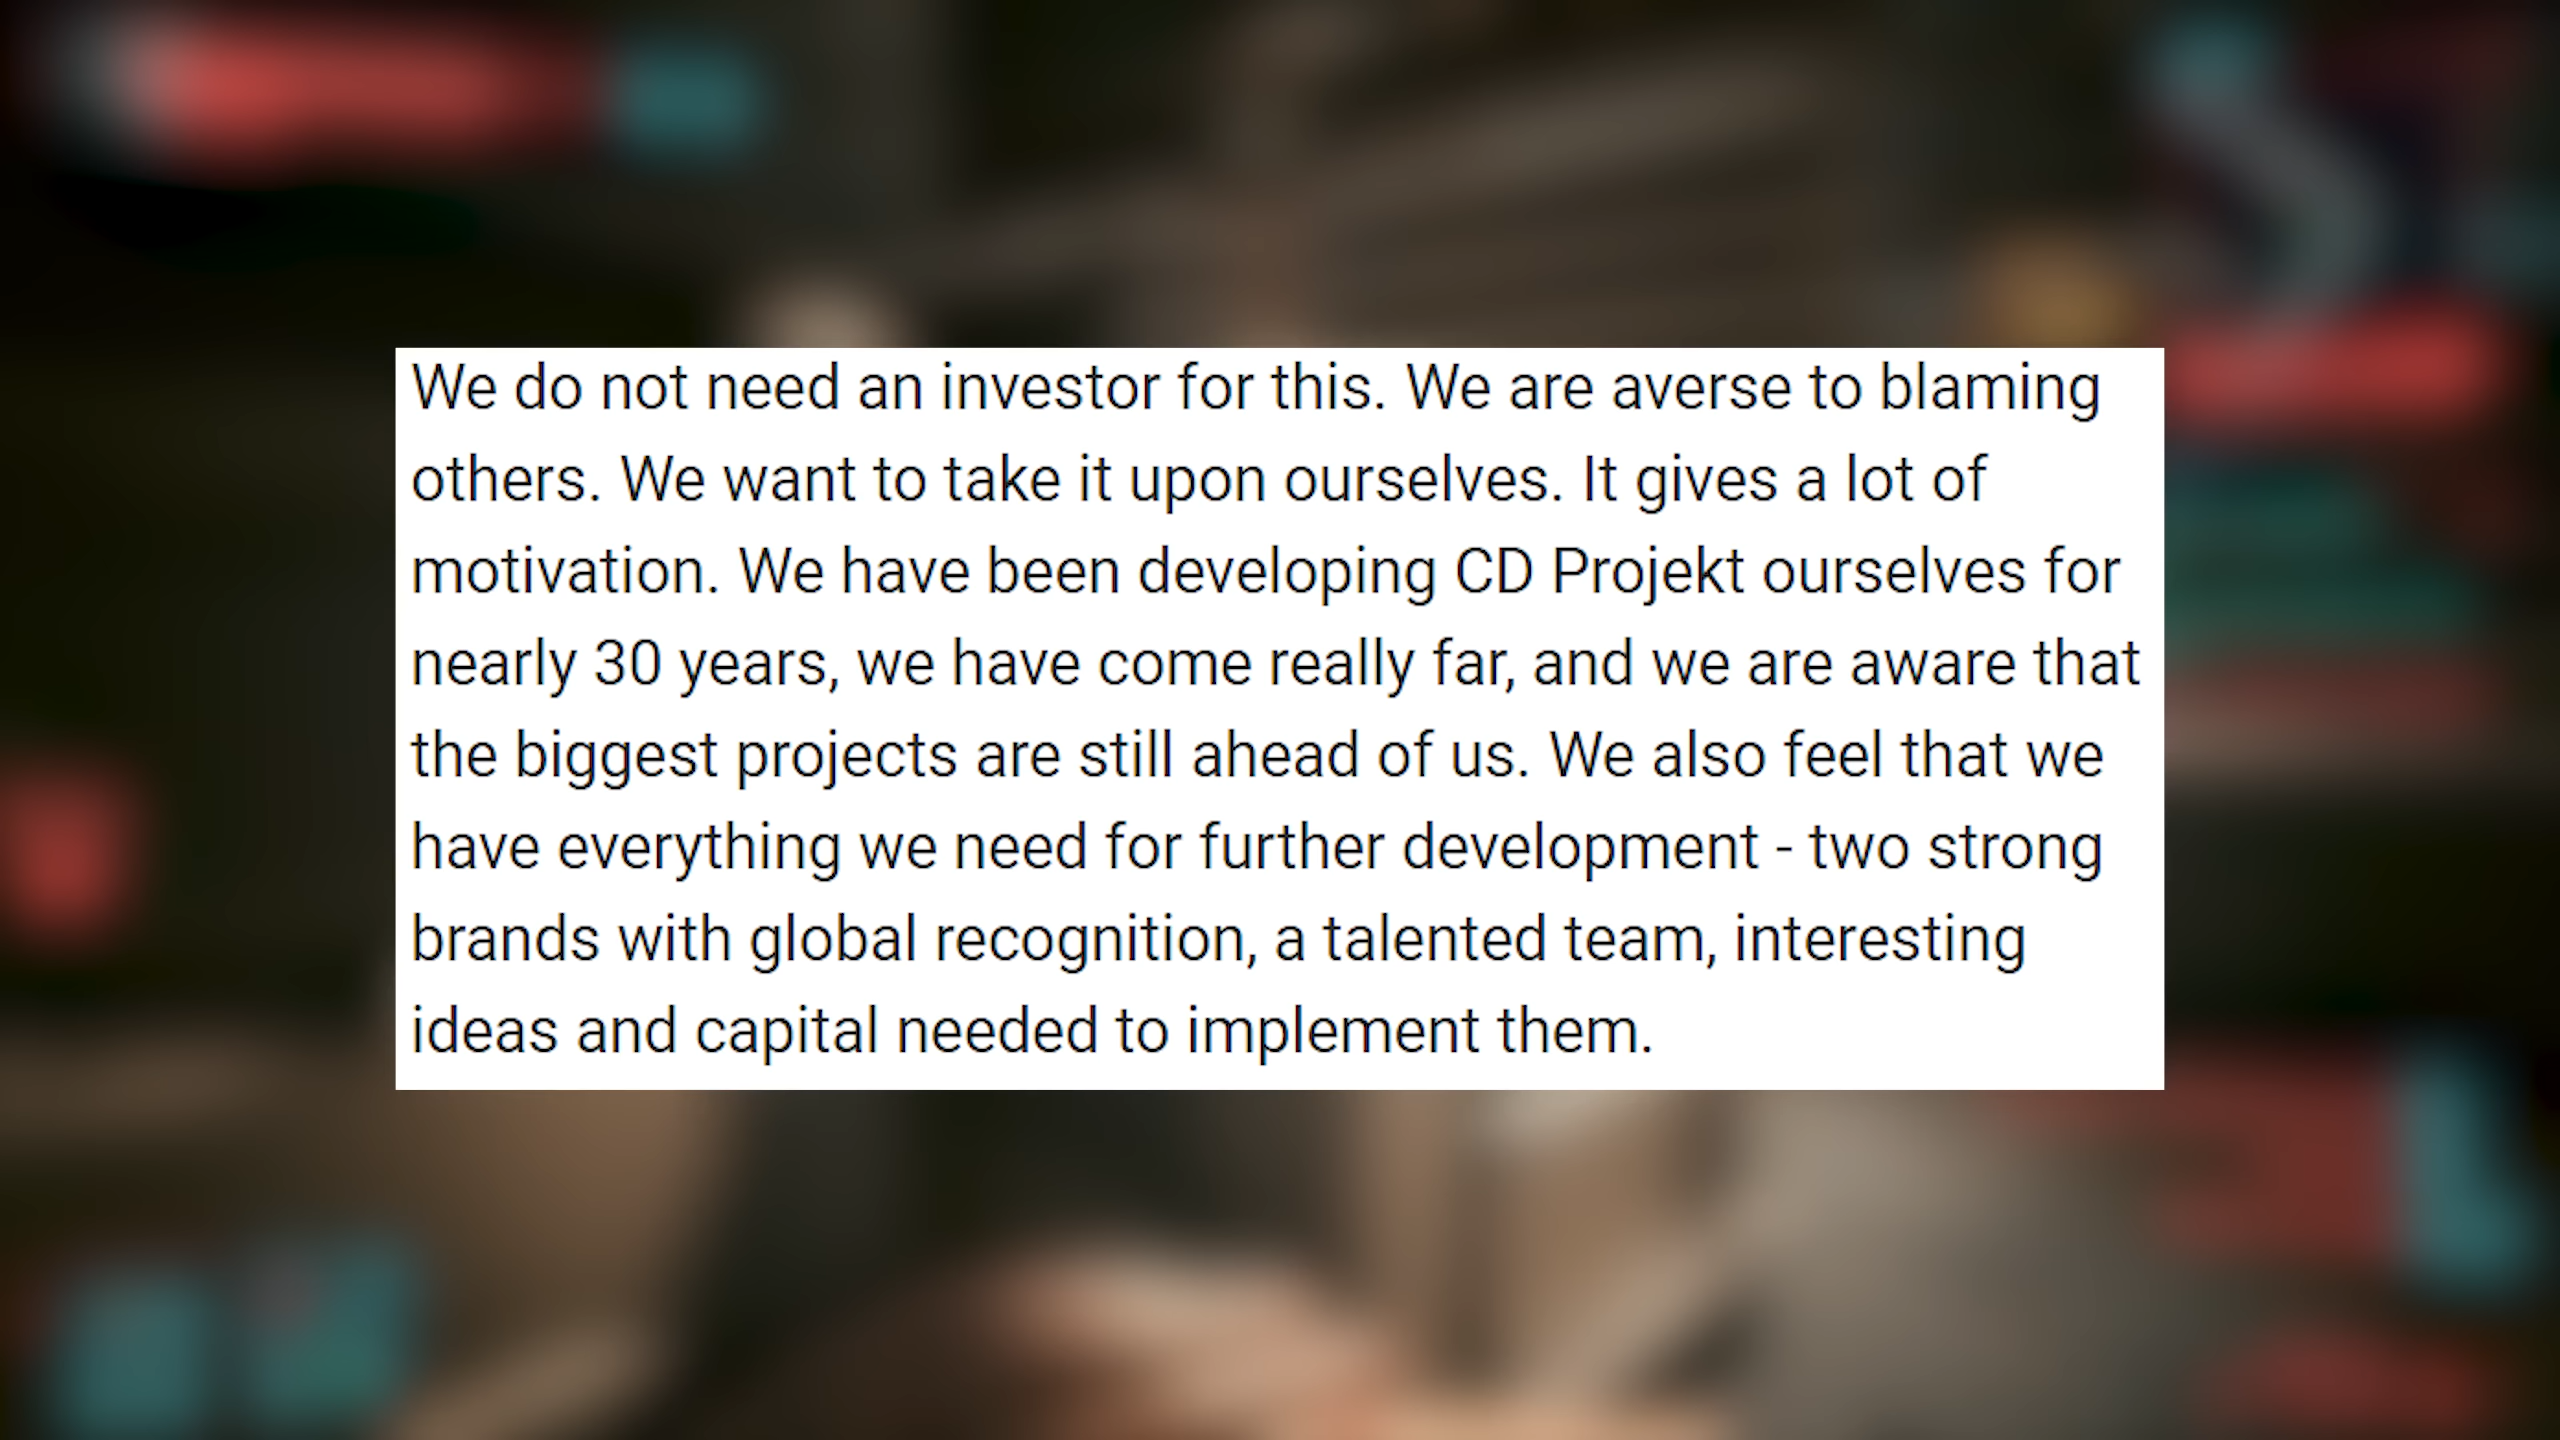 We do not need an investor for this. We are averse to blaming
others. We want to take it upon ourselves. It gives a lot of
motivation. We have been developing CD Projekt ourselves for
nearly 30 years, we have come really far, and we are aware that
the biggest projects are still ahead of us. We also feel that we
have everything we need for further development - two strong
brands with global recognition, a talented team, interesting
ideas and capital needed to implement them.